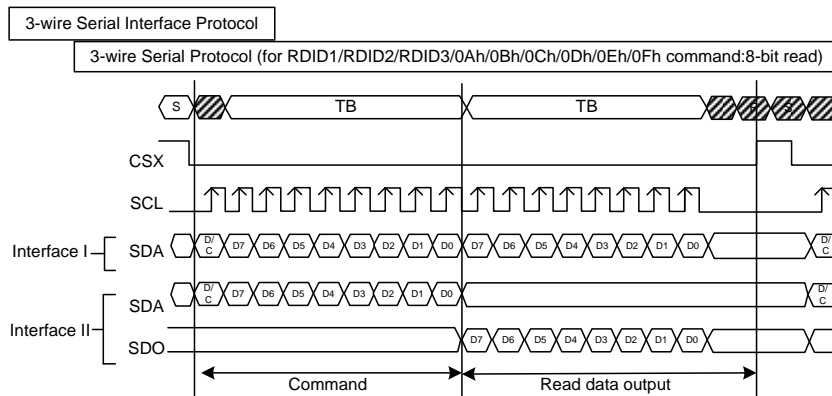 3-wire Serial Interface Protocol
3-wire Serial Protocol (for RDID1/RDID2/RDID3/0Ah/0Bh/0Ch/0Dh/0Eh/0Fh command:8-bit read)
S TB TB P S
CSX
SCL
Interface I SDA D/C D7 D6 D5 D4 D3 D2 D1 D0 D7 D6 D5 D4 D3 D2 D1 D0 D/C
SDA D/C D7 D6 D5 D4 D3 D2 D1 D0 D/C
Interface II
SDO D7 D6 D5 D4 D3 D2 D1 D0
Command Read data output